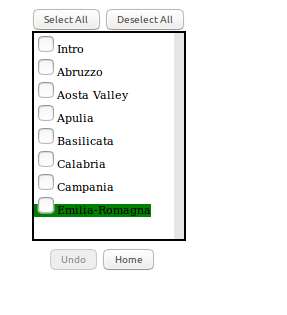 Select All Deselect All
Intro
Abruzzo
Aosta Valley
Apulia
Basilicata
Calabria
Campania
Emilia-Romagna
Undo Home